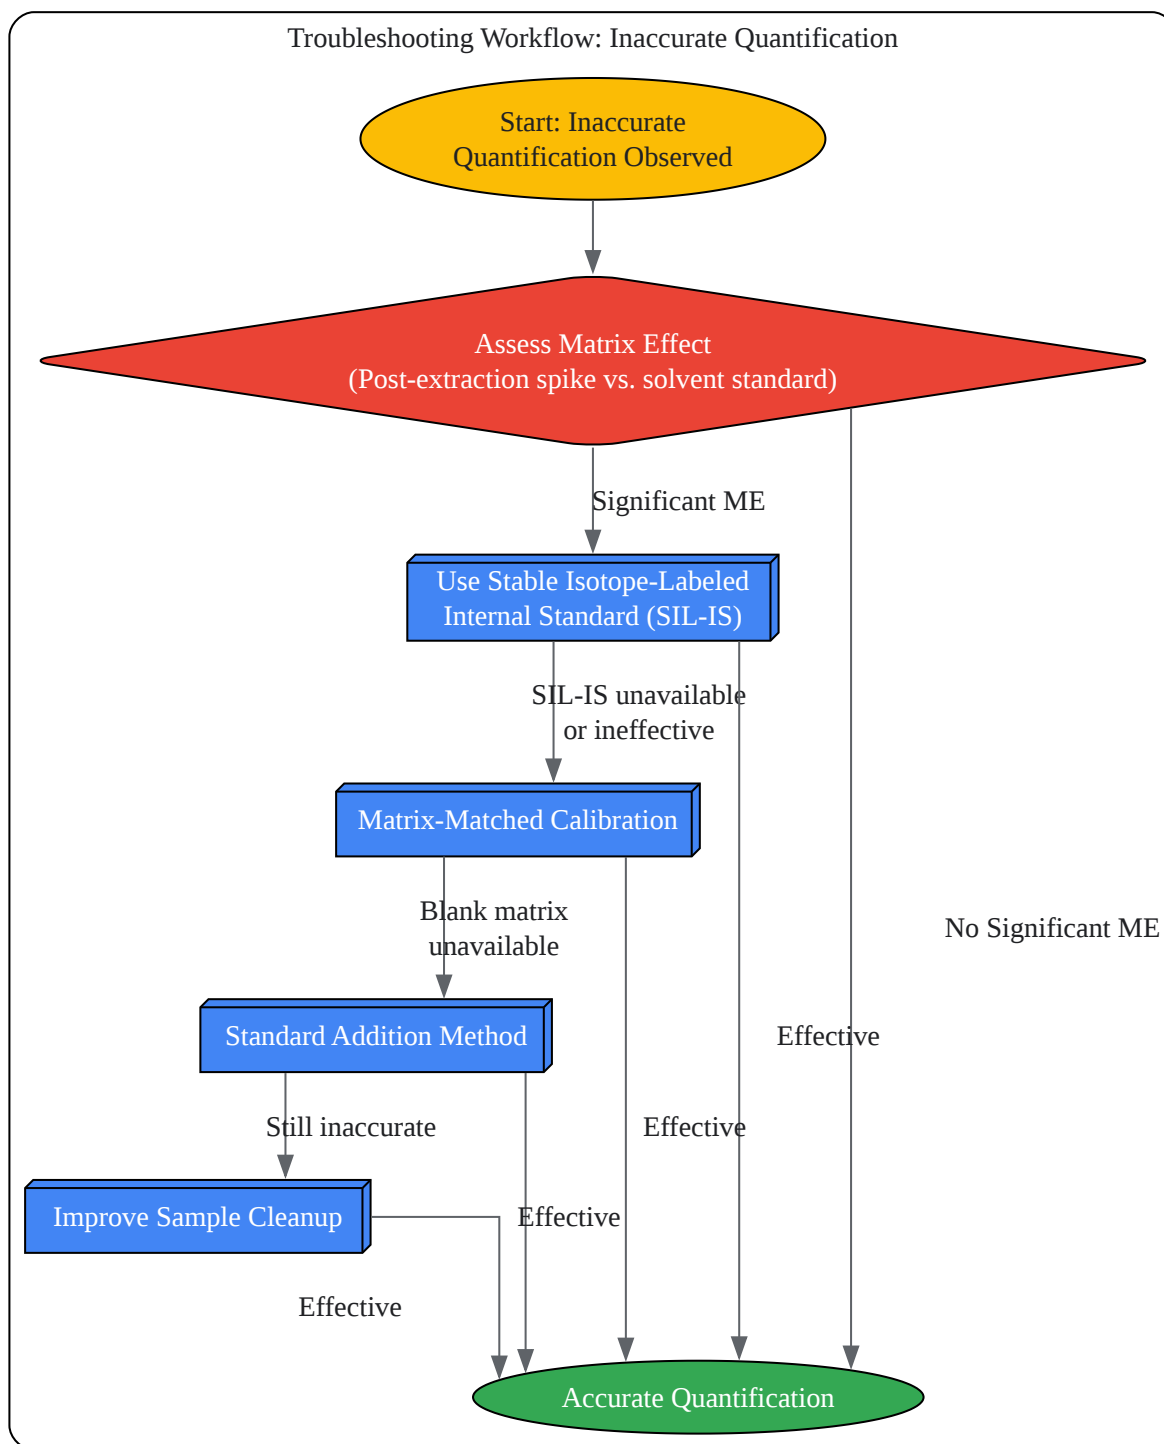 Troubleshooting Workflow: Inaccurate Quantification
Start: Inaccurate
Quantification Observed
Assess Matrix Effect
(Post-extraction spike vs. solvent standard)
Significant ME
Use Stable Isotope-Labeled
Internal Standard (SIL-IS)
SIL-IS unavailable
or ineffective
Matrix-Matched Calibration
Blank matrix
unavailable
No Significant ME
Standard Addition Method
Effective
Still inaccurate
Effective
Improve Sample Cleanup
Effective
Effective
Accurate Quantification